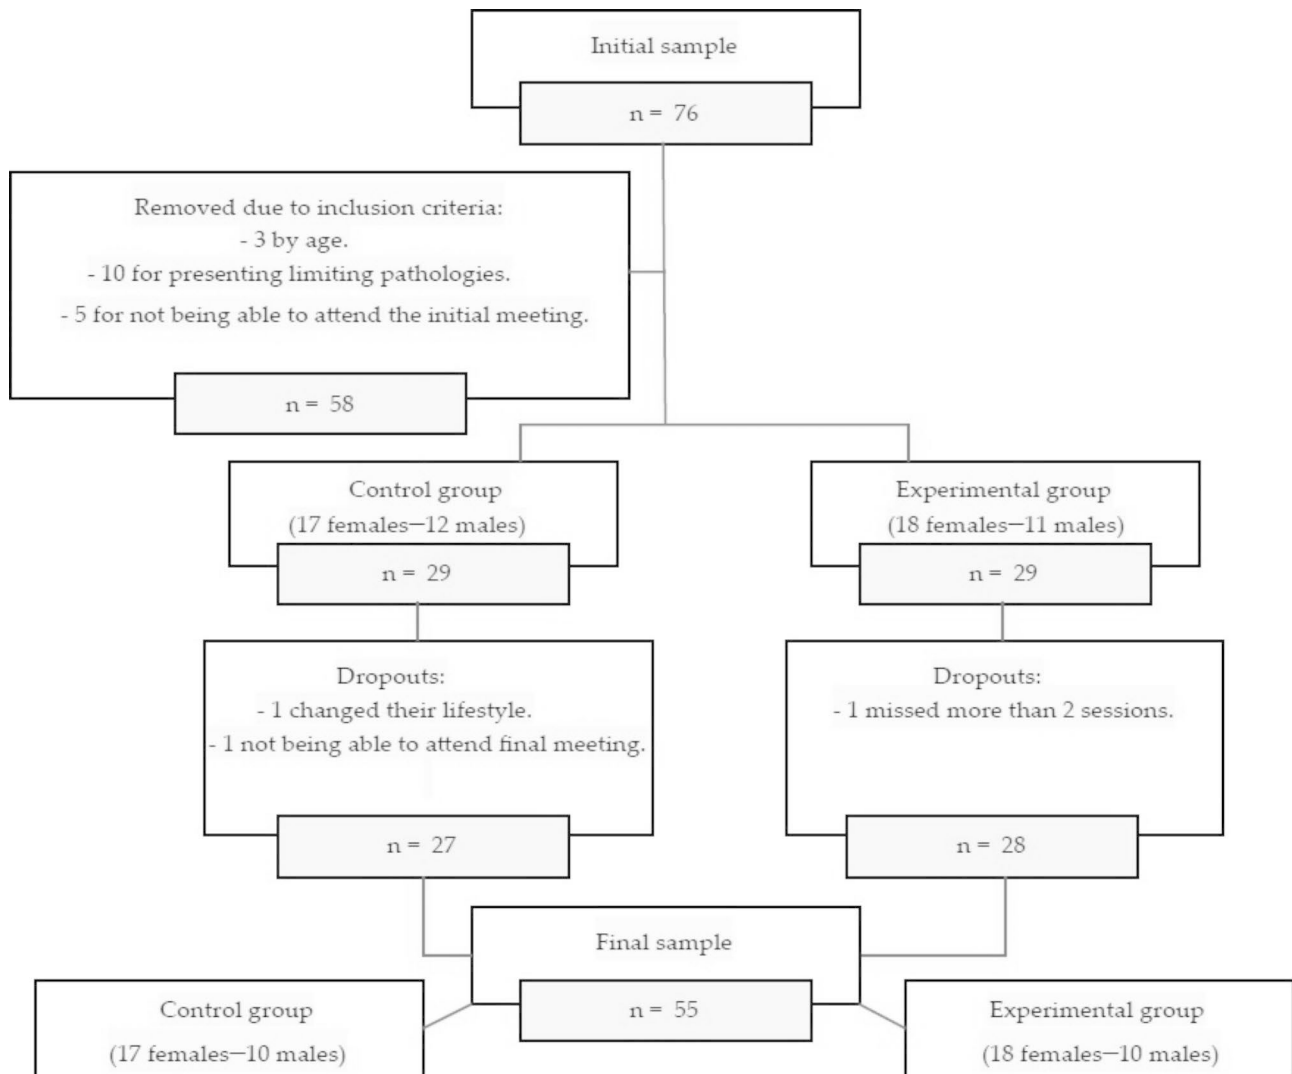 Initial sample
n = 76
Removed due to inclusion criteria:
- 3 by age.
- 10 for presenting limiting pathologies.
- 5 for not being able to attend the initial meeting.
n = 58
Control group
(17 females—12 males)
n = 29
Experimental group
(18 females—11 males)
n = 29
Dropouts:
- 1 changed their lifestyle.
- 1 not being able to attend final meeting.
n = 27
Dropouts:
- 1 missed more than 2 sessions.
n = 28
Final sample
n = 55
Control group
(17 females—10 males)
Experimental group
(18 females—10 males)